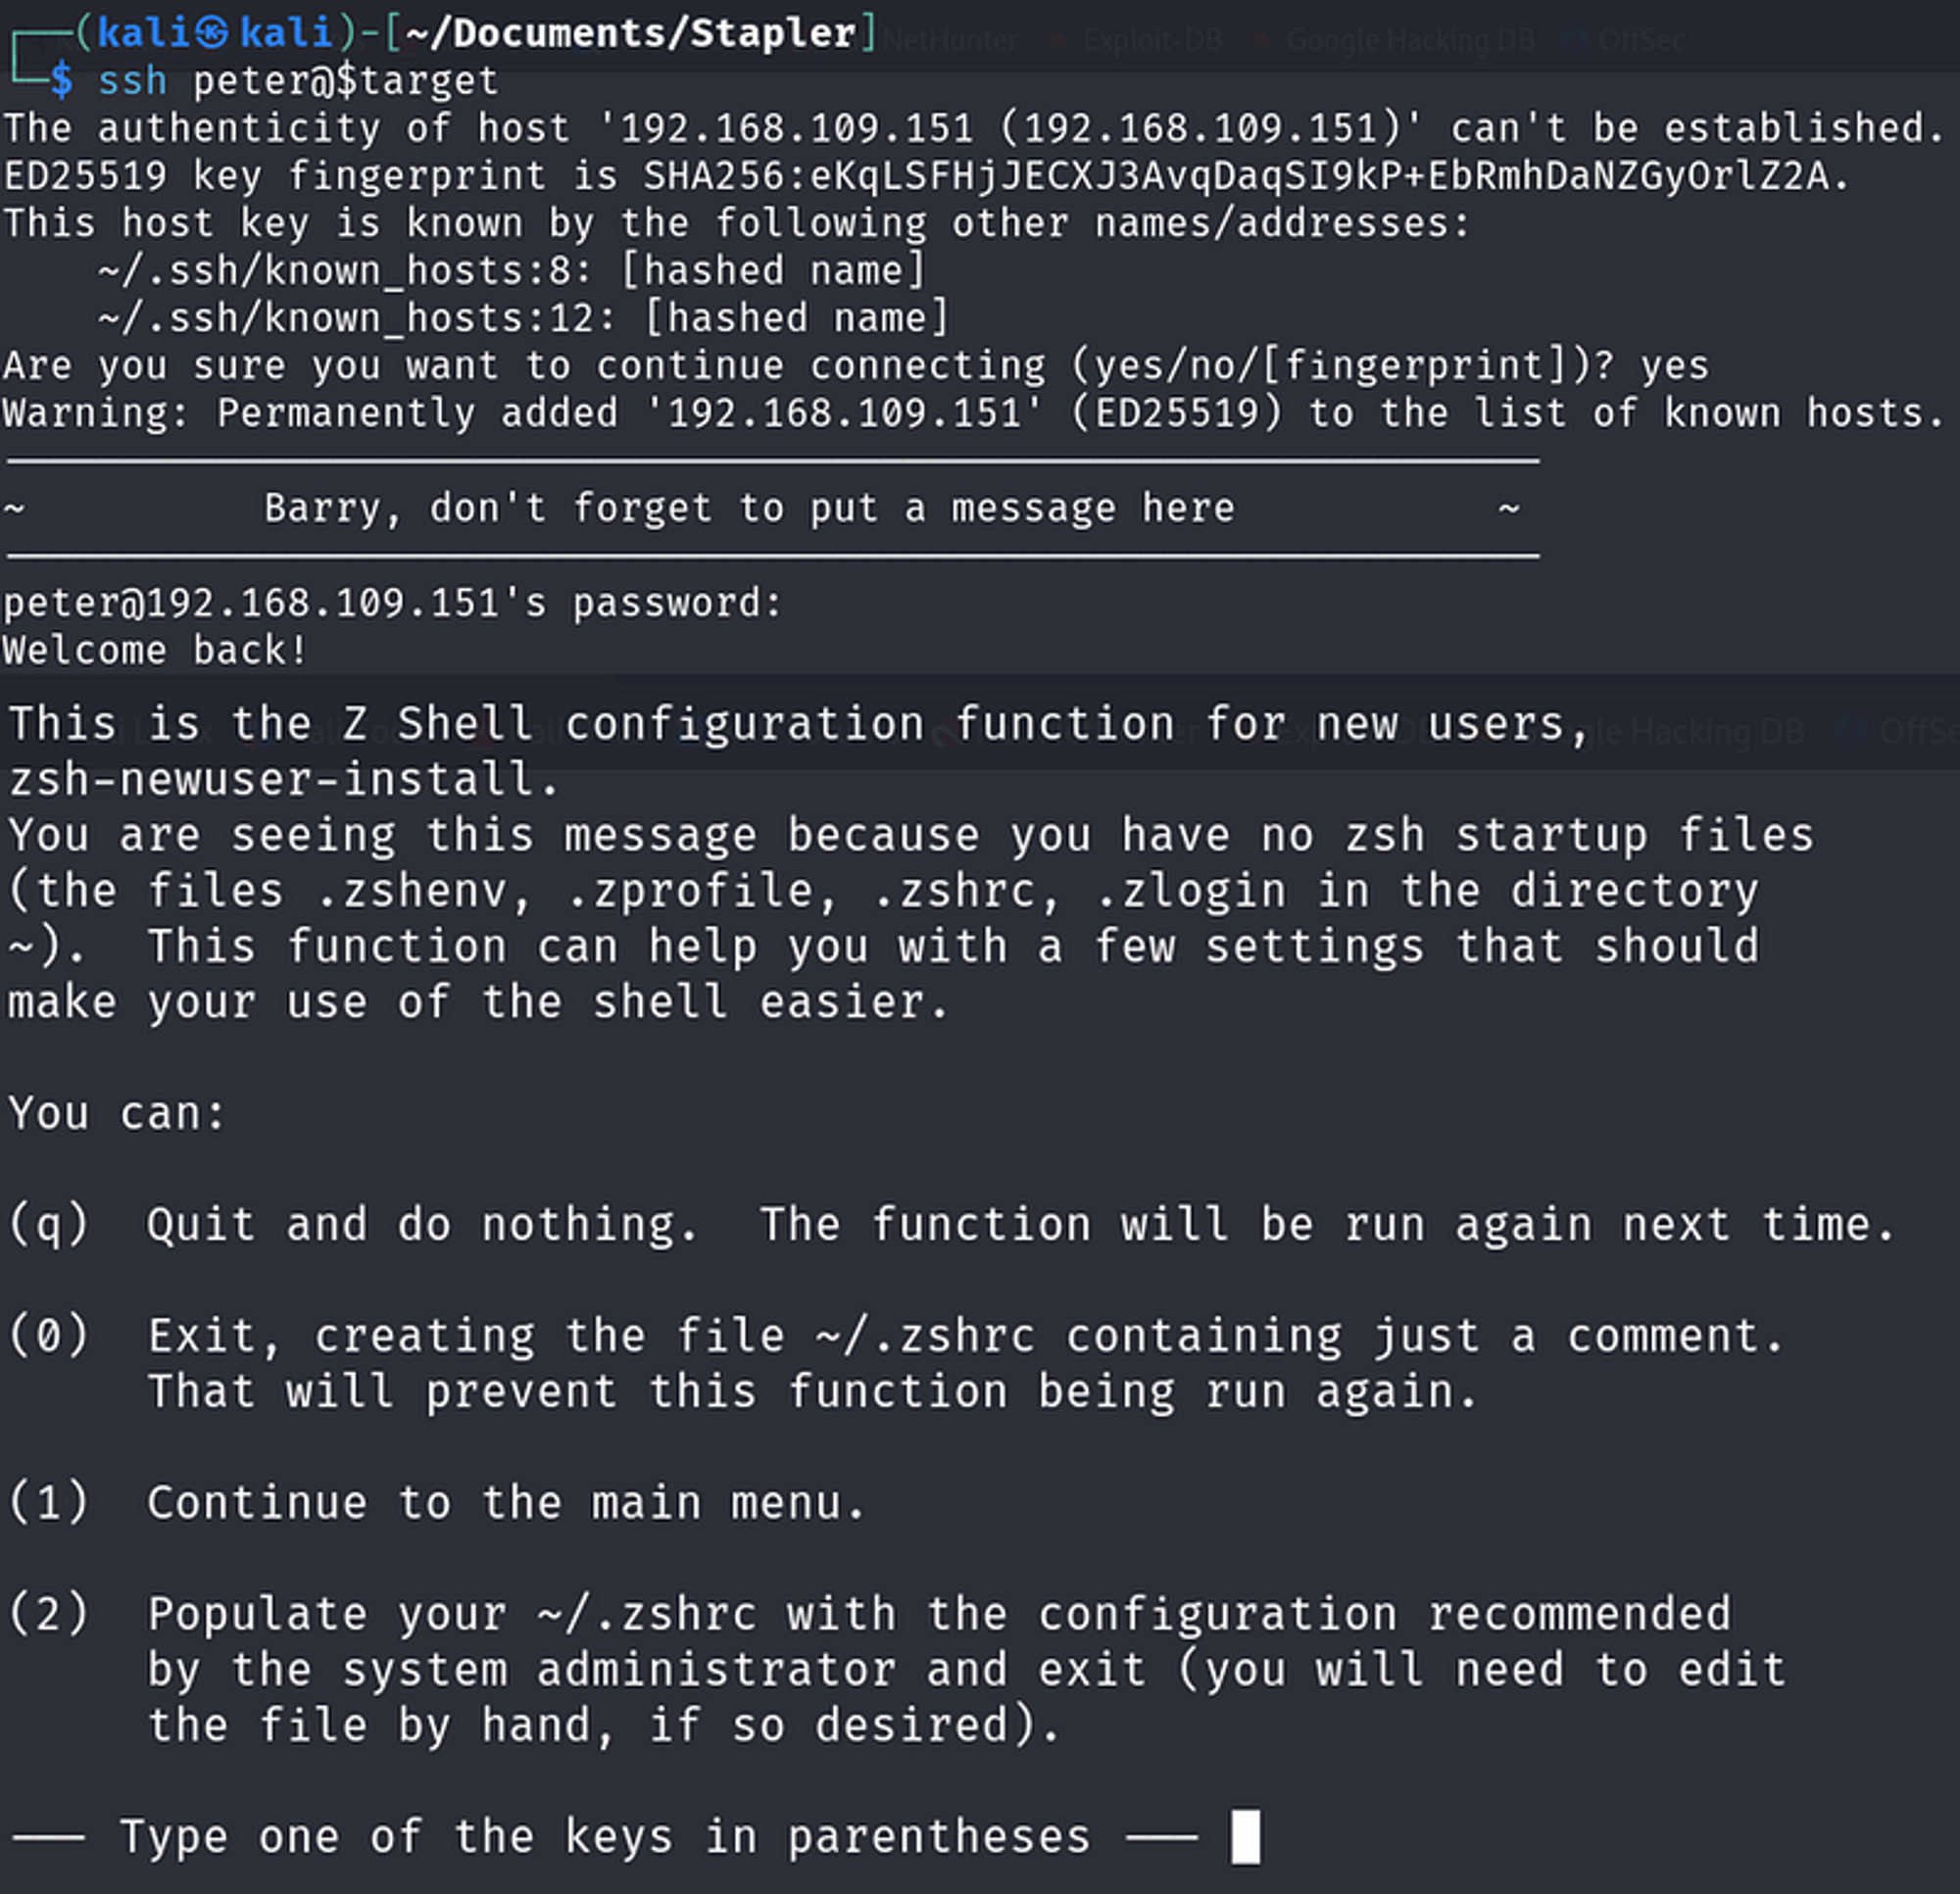 ┌──(kali㉿kali)-[~/Documents/Stapler]
└─$ ssh peter@$target
The authenticity of host '192.168.109.151 (192.168.109.151)' can't be established.
ED25519 key fingerprint is SHA256:eKqLSFHjJECXJ3AvqDaqSI9kP+EbRmhDaNZGyOrlZ2A.
This host key is known by the following other names/addresses:
    ~/.ssh/known_hosts:8: [hashed name]
    ~/.ssh/known_hosts:12: [hashed name]
Are you sure you want to continue connecting (yes/no/[fingerprint])? yes
Warning: Permanently added '192.168.109.151' (ED25519) to the list of known hosts.
~          Barry, don't forget to put a message here           ~
peter@192.168.109.151's password:
Welcome back!
This is the Z Shell configuration function for new users,
zsh-newuser-install.
You are seeing this message because you have no zsh startup files
(the files .zshenv, .zprofile, .zshrc, .zlogin in the directory
~).  This function can help you with a few settings that should
make your use of the shell easier.
You can:
(q)  Quit and do nothing.  The function will be run again next time.
(0)  Exit, creating the file ~/.zshrc containing just a comment.
     That will prevent this function being run again.
(1)  Continue to the main menu.
(2)  Populate your ~/.zshrc with the configuration recommended
     by the system administrator and exit (you will need to edit
     the file by hand, if so desired).
── Type one of the keys in parentheses ──
NetHunter Exploit-DB Google Hacking DB OffSec